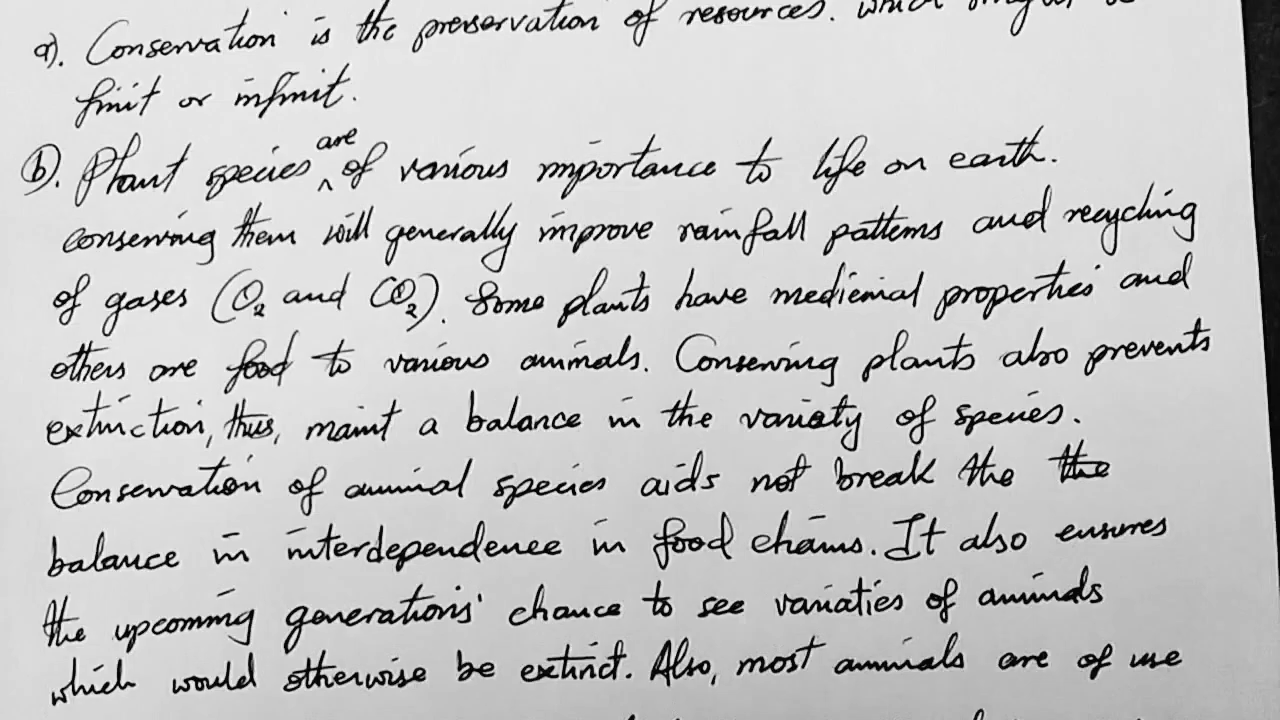 a). Conservation is the preservation of resources. which
finit or infinit.
b). Plant species are of various importance to life on earth.
conserving them will generally improve rainfall patterns and recycling
of gases (O₂ and CO₂). Some plants have medicinal properties and
others are food to various animals. Conserving plants also prevents
extinction, thus, maint a balance in the variaty of species.
Conservation of animal species aids not break the the
balance in interdependence in food chains. It also ensures
the upcoming generations' chance to see variaties of animals
which would otherwise be extinct. Also, most animals are of use